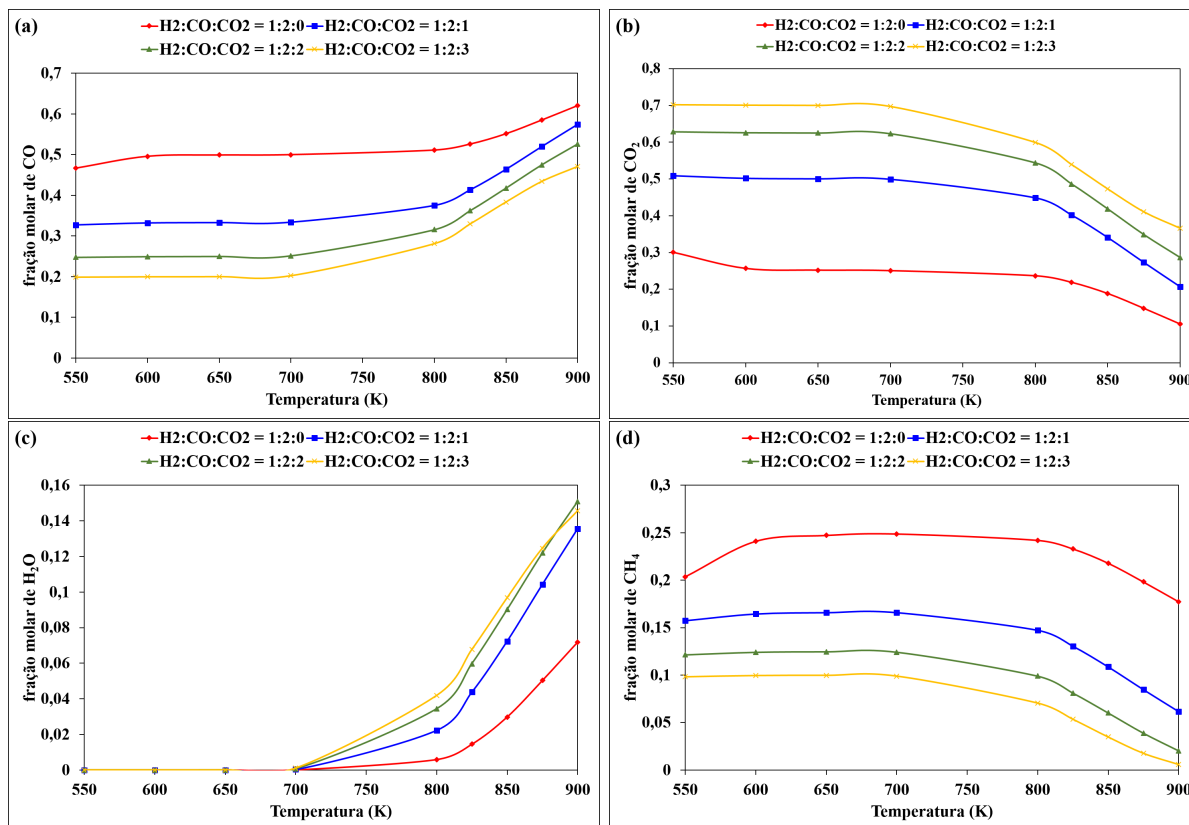 (a)
H2:CO:CO2 = 1:2:0 H2:CO:CO2 = 1:2:1
H2:CO:CO2 = 1:2:2 H2:CO:CO2 = 1:2:3
fração molar de CO
0,7
0,6
0,5
0,4
0,3
0,2
0,1
0
550 600 650 700 750 800 850 900
Temperatura (K)
(b)
H2:CO:CO2 = 1:2:0 H2:CO:CO2 = 1:2:1
H2:CO:CO2 = 1:2:2 H2:CO:CO2 = 1:2:3
fração molar de CO₂
0,8
0,7
0,6
0,5
0,4
0,3
0,2
0,1
0
550 600 650 700 750 800 850 900
Temperatura (K)
(c)
H2:CO:CO2 = 1:2:0 H2:CO:CO2 = 1:2:1
H2:CO:CO2 = 1:2:2 H2:CO:CO2 = 1:2:3
fração molar de H₂O
0,16
0,14
0,12
0,1
0,08
0,06
0,04
0,02
0
550 600 650 700 750 800 850 900
Temperatura (K)
(d)
H2:CO:CO2 = 1:2:0 H2:CO:CO2 = 1:2:1
H2:CO:CO2 = 1:2:2 H2:CO:CO2 = 1:2:3
fração molar de CH₄
0,3
0,25
0,2
0,15
0,1
0,05
0
550 600 650 700 750 800 850 900
Temperatura (K)